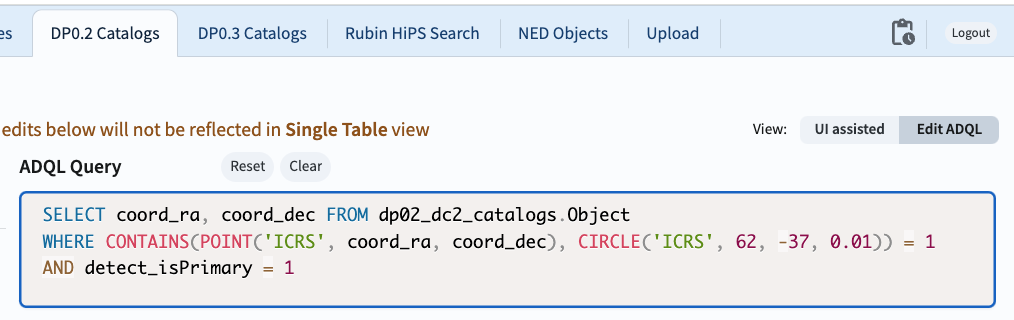 es DP0.2 Catalogs DP0.3 Catalogs Rubin HiPS Search NED Objects Upload Logout
edits below will not be reflected in Single Table view View: UI assisted Edit ADQL
ADQL Query Reset Clear
SELECT coord_ra, coord_dec FROM dp02_dc2_catalogs.Object
WHERE CONTAINS(POINT('ICRS', coord_ra, coord_dec), CIRCLE('ICRS', 62, -37, 0.01)) = 1
AND detect_isPrimary = 1